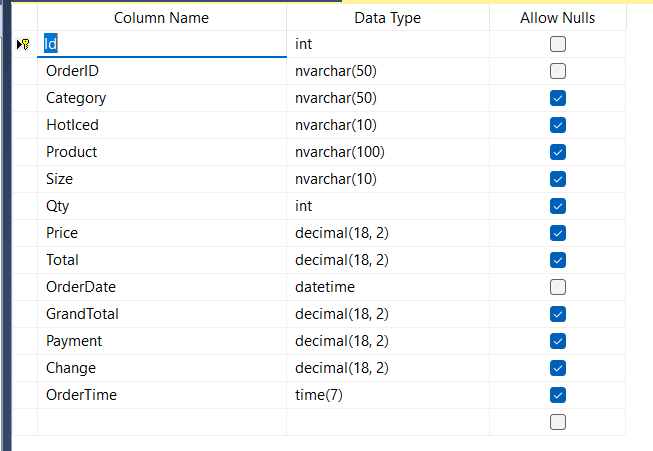 Column Name Data Type Allow Nulls
Id int
OrderID nvarchar(50)
Category nvarchar(50)
HotIced nvarchar(10)
Product nvarchar(100)
Size nvarchar(10)
Qty int
Price decimal(18, 2)
Total decimal(18, 2)
OrderDate datetime
GrandTotal decimal(18, 2)
Payment decimal(18, 2)
Change decimal(18, 2)
OrderTime time(7)